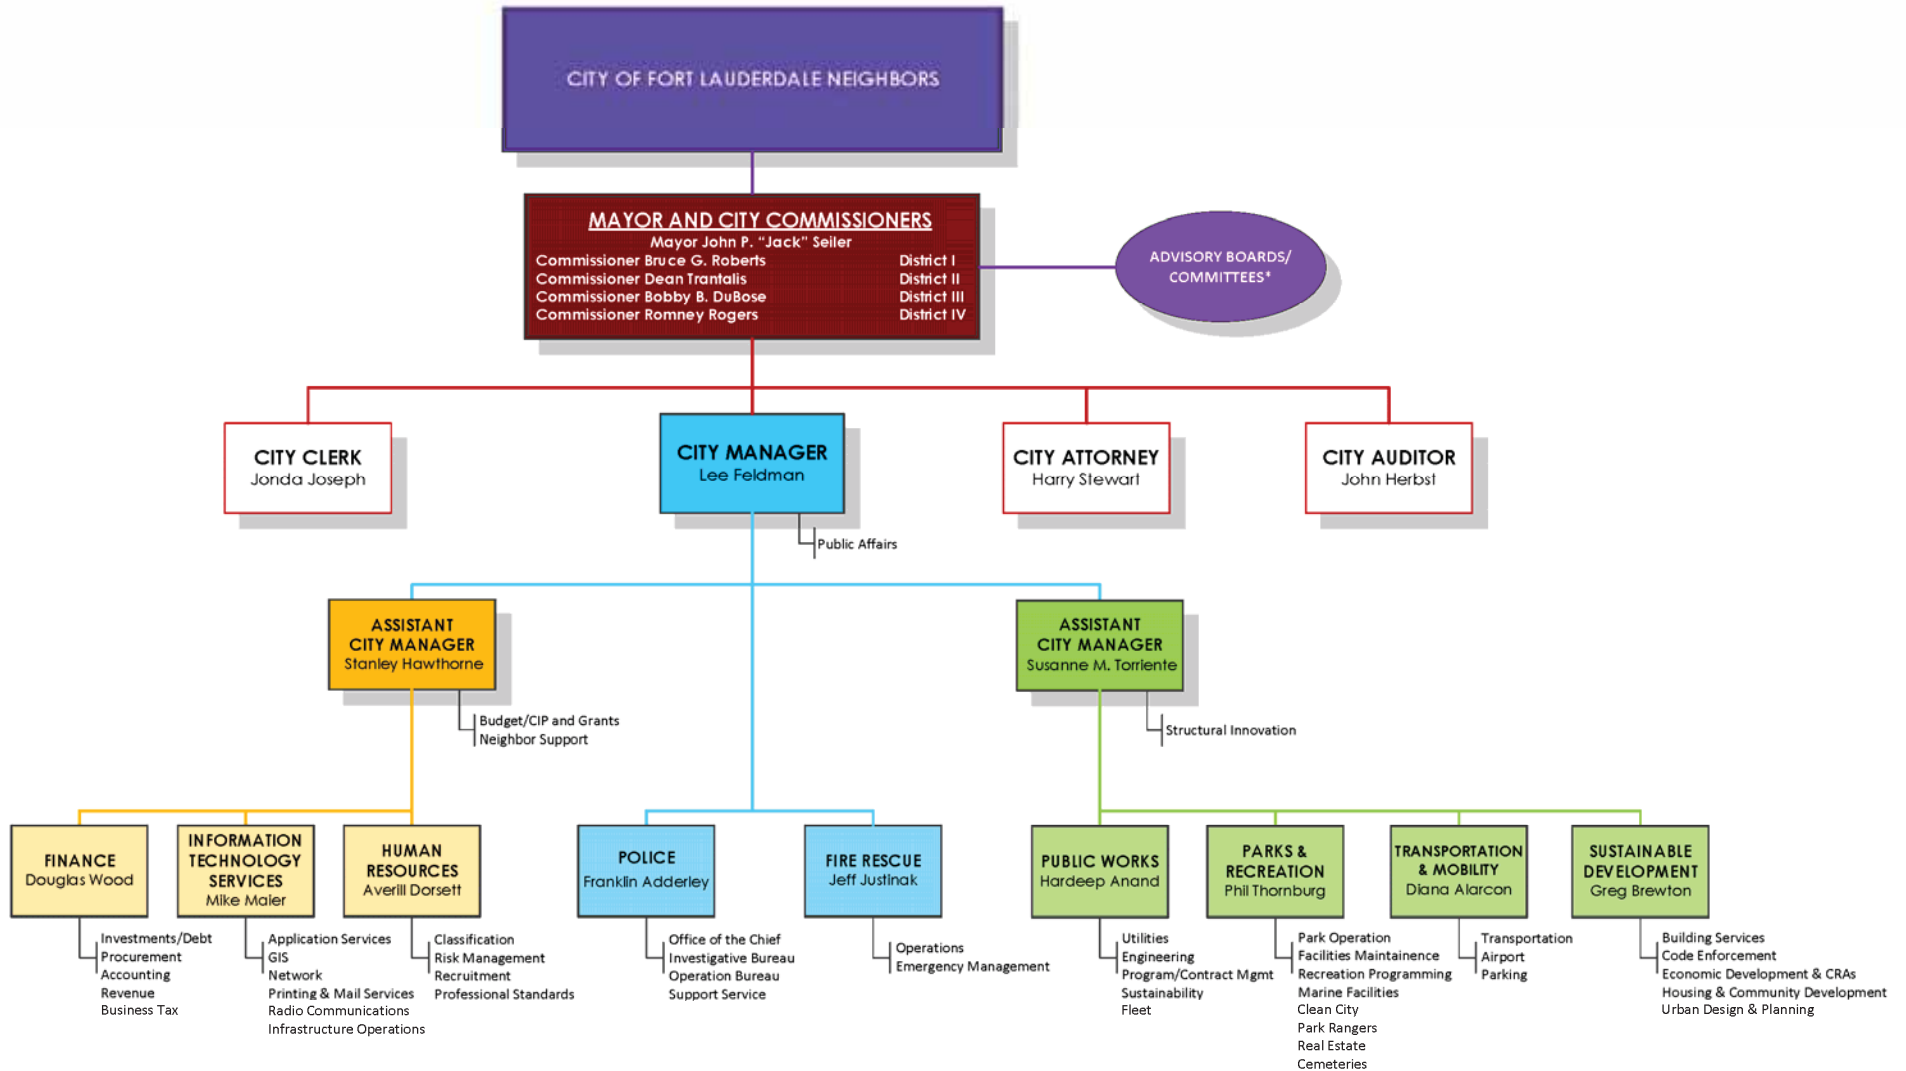 CITY OF FORT LAUDERDALE NEIGHBORS
MAYOR AND CITY COMMISSIONERS
Mayor John P. "Jack" Seiler
Commissioner Bruce G. Roberts District I
Commissioner Dean Trantalis District II
Commissioner Bobby B. DuBose District III
Commissioner Romney Rogers District IV
ADVISORY BOARDS/
COMMITTEES*
CITY CLERK
Jonda Joseph
CITY MANAGER
Lee Feldman
Public Affairs
CITY ATTORNEY
Harry Stewart
CITY AUDITOR
John Herbst
ASSISTANT
CITY MANAGER
Stanley Hawthorne
Budget/CIP and Grants
Neighbor Support
ASSISTANT
CITY MANAGER
Susanne M. Torriente
Structural Innovation
FINANCE
Douglas Wood
Investments/Debt
Procurement
Accounting
Revenue
Business Tax
INFORMATION
TECHNOLOGY
SERVICES
Mike Maier
Application Services
GIS
Network
Printing & Mail Services
Radio Communications
Infrastructure Operations
HUMAN
RESOURCES
Averill Dorsett
Classification
Risk Management
Recruitment
Professional Standards
POLICE
Franklin Adderley
Office of the Chief
Investigative Bureau
Operation Bureau
Support Service
FIRE RESCUE
Jeff Justinak
Operations
Emergency Management
PUBLIC WORKS
Hardeep Anand
Utilities
Engineering
Program/Contract Mgmt
Sustainability
Fleet
PARKS &
RECREATION
Phil Thornburg
Park Operation
Facilities Maintainence
Recreation Programming
Marine Facilities
Clean City
Park Rangers
Real Estate
Cemeteries
TRANSPORTATION
& MOBILITY
Diana Alarcon
Transportation
Airport
Parking
SUSTAINABLE
DEVELOPMENT
Greg Brewton
Building Services
Code Enforcement
Economic Development & CRAs
Housing & Community Development
Urban Design & Planning